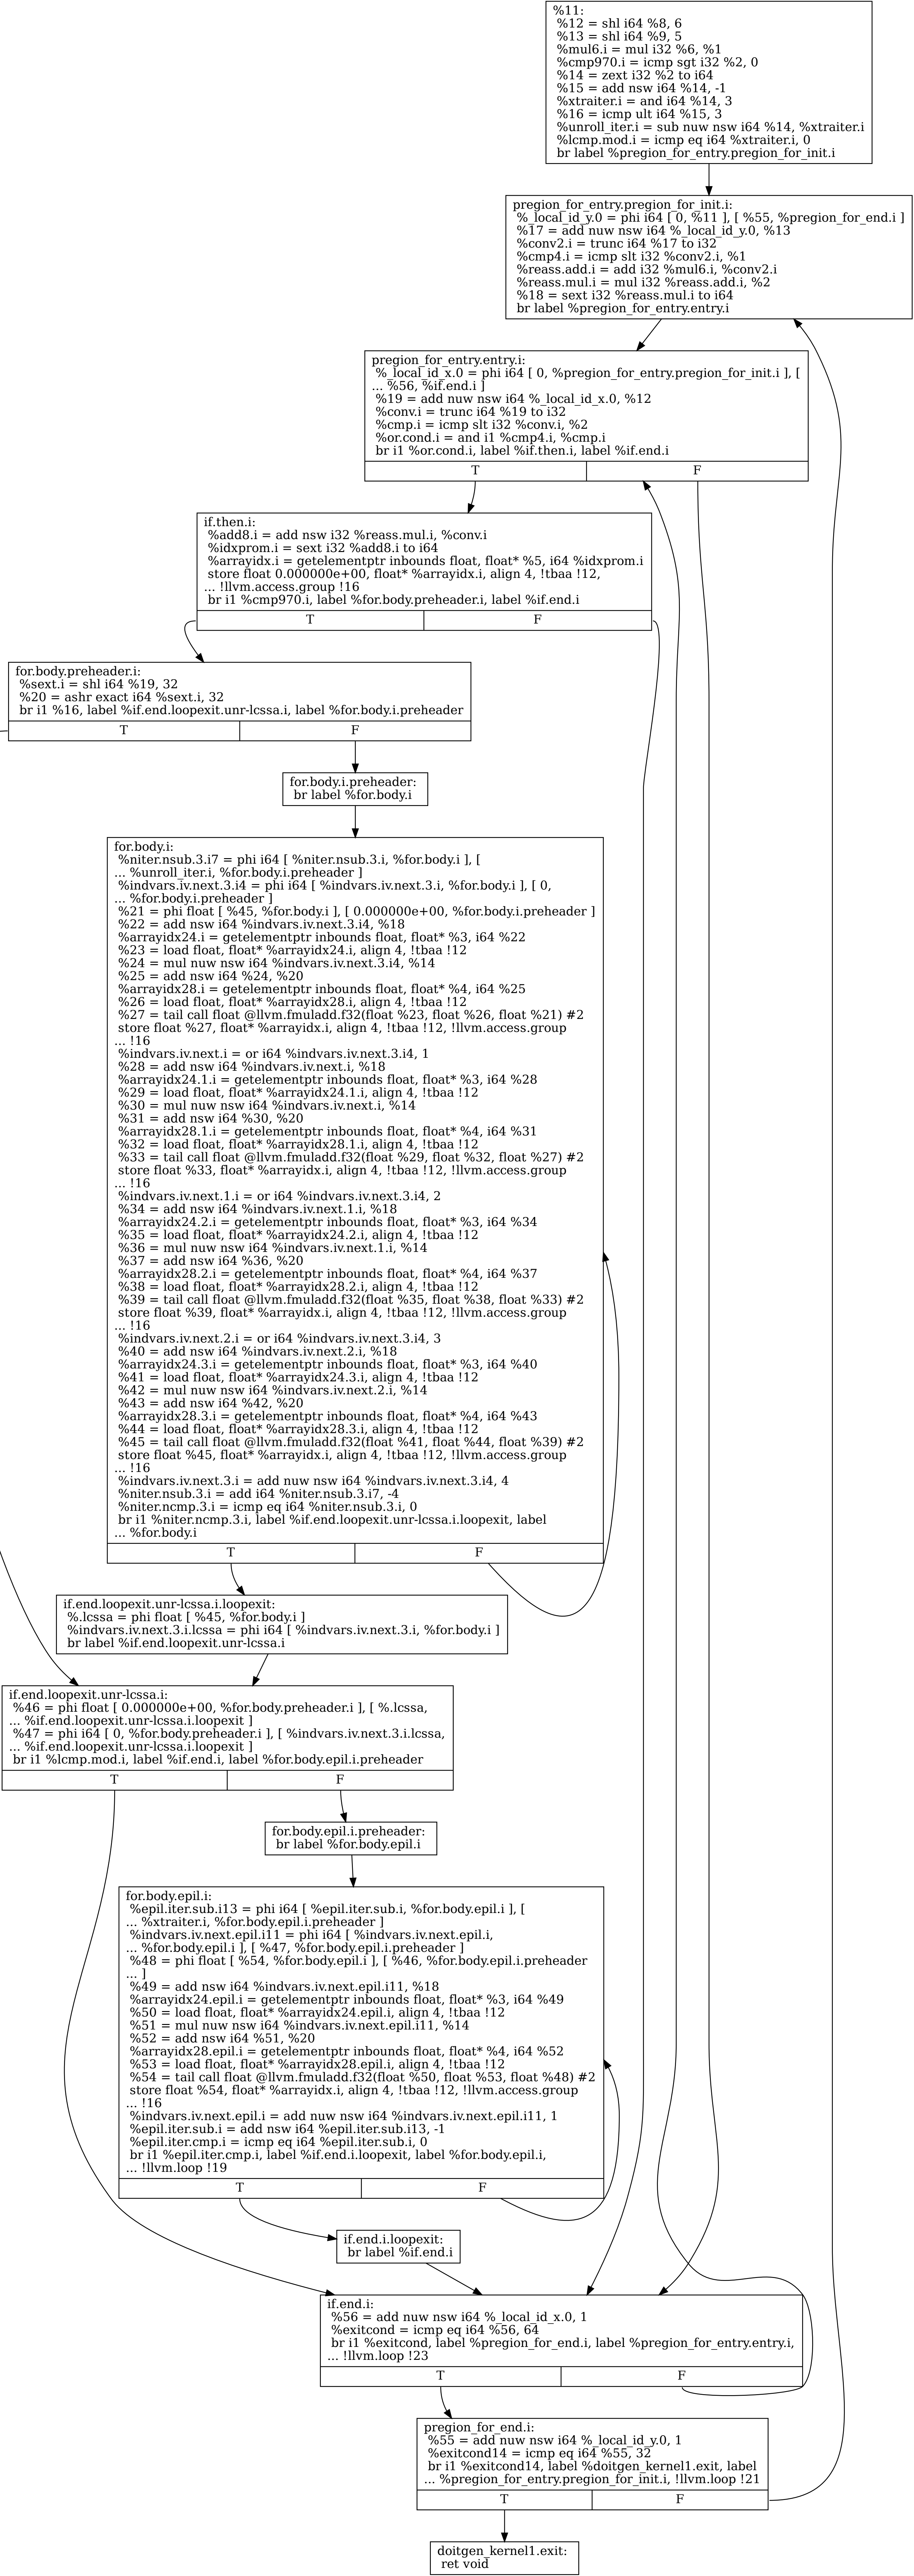 %11:
%12 = shl i64 %8, 6
%13 = shl i64 %9, 5
%mul6.i = mul i32 %6, %1
%cmp970.i = icmp sgt i32 %2, 0
%14 = zext i32 %2 to i64
%15 = add nsw i64 %14, -1
%xtraiter.i = and i64 %14, 3
%16 = icmp ult i64 %15, 3
%unroll_iter.i = sub nuw nsw i64 %14, %xtraiter.i
%lcmp.mod.i = icmp eq i64 %xtraiter.i, 0
br label %pregion_for_entry.pregion_for_init.i
pregion_for_entry.pregion_for_init.i:
%_local_id_y.0 = phi i64 [ 0, %11 ], [ %55, %pregion_for_end.i ]
%17 = add nuw nsw i64 %_local_id_y.0, %13
%conv2.i = trunc i64 %17 to i32
%cmp4.i = icmp slt i32 %conv2.i, %1
%reass.add.i = add i32 %mul6.i, %conv2.i
%reass.mul.i = mul i32 %reass.add.i, %2
%18 = sext i32 %reass.mul.i to i64
br label %pregion_for_entry.entry.i
pregion_for_entry.entry.i:
%_local_id_x.0 = phi i64 [ 0, %pregion_for_entry.pregion_for_init.i ], [
... %56, %if.end.i ]
%19 = add nuw nsw i64 %_local_id_x.0, %12
%conv.i = trunc i64 %19 to i32
%cmp.i = icmp slt i32 %conv.i, %2
%or.cond.i = and i1 %cmp4.i, %cmp.i
br i1 %or.cond.i, label %if.then.i, label %if.end.i
T F
if.then.i:
%add8.i = add nsw i32 %reass.mul.i, %conv.i
%idxprom.i = sext i32 %add8.i to i64
%arrayidx.i = getelementptr inbounds float, float* %5, i64 %idxprom.i
store float 0.000000e+00, float* %arrayidx.i, align 4, !tbaa !12,
... !llvm.access.group !16
br i1 %cmp970.i, label %for.body.preheader.i, label %if.end.i
T F
for.body.preheader.i:
%sext.i = shl i64 %19, 32
%20 = ashr exact i64 %sext.i, 32
br i1 %16, label %if.end.loopexit.unr-lcssa.i, label %for.body.i.preheader
T F
for.body.i.preheader:
br label %for.body.i
for.body.i:
%niter.nsub.3.i7 = phi i64 [ %niter.nsub.3.i, %for.body.i ], [
... %unroll_iter.i, %for.body.i.preheader ]
%indvars.iv.next.3.i4 = phi i64 [ %indvars.iv.next.3.i, %for.body.i ], [ 0,
... %for.body.i.preheader ]
%21 = phi float [ %45, %for.body.i ], [ 0.000000e+00, %for.body.i.preheader ]
%22 = add nsw i64 %indvars.iv.next.3.i4, %18
%arrayidx24.i = getelementptr inbounds float, float* %3, i64 %22
%23 = load float, float* %arrayidx24.i, align 4, !tbaa !12
%24 = mul nuw nsw i64 %indvars.iv.next.3.i4, %14
%25 = add nsw i64 %24, %20
%arrayidx28.i = getelementptr inbounds float, float* %4, i64 %25
%26 = load float, float* %arrayidx28.i, align 4, !tbaa !12
%27 = tail call float @llvm.fmuladd.f32(float %23, float %26, float %21) #2
store float %27, float* %arrayidx.i, align 4, !tbaa !12, !llvm.access.group
... !16
%indvars.iv.next.i = or i64 %indvars.iv.next.3.i4, 1
%28 = add nsw i64 %indvars.iv.next.i, %18
%arrayidx24.1.i = getelementptr inbounds float, float* %3, i64 %28
%29 = load float, float* %arrayidx24.1.i, align 4, !tbaa !12
%30 = mul nuw nsw i64 %indvars.iv.next.i, %14
%31 = add nsw i64 %30, %20
%arrayidx28.1.i = getelementptr inbounds float, float* %4, i64 %31
%32 = load float, float* %arrayidx28.1.i, align 4, !tbaa !12
%33 = tail call float @llvm.fmuladd.f32(float %29, float %32, float %27) #2
store float %33, float* %arrayidx.i, align 4, !tbaa !12, !llvm.access.group
... !16
%indvars.iv.next.1.i = or i64 %indvars.iv.next.3.i4, 2
%34 = add nsw i64 %indvars.iv.next.1.i, %18
%arrayidx24.2.i = getelementptr inbounds float, float* %3, i64 %34
%35 = load float, float* %arrayidx24.2.i, align 4, !tbaa !12
%36 = mul nuw nsw i64 %indvars.iv.next.1.i, %14
%37 = add nsw i64 %36, %20
%arrayidx28.2.i = getelementptr inbounds float, float* %4, i64 %37
%38 = load float, float* %arrayidx28.2.i, align 4, !tbaa !12
%39 = tail call float @llvm.fmuladd.f32(float %35, float %38, float %33) #2
store float %39, float* %arrayidx.i, align 4, !tbaa !12, !llvm.access.group
... !16
%indvars.iv.next.2.i = or i64 %indvars.iv.next.3.i4, 3
%40 = add nsw i64 %indvars.iv.next.2.i, %18
%arrayidx24.3.i = getelementptr inbounds float, float* %3, i64 %40
%41 = load float, float* %arrayidx24.3.i, align 4, !tbaa !12
%42 = mul nuw nsw i64 %indvars.iv.next.2.i, %14
%43 = add nsw i64 %42, %20
%arrayidx28.3.i = getelementptr inbounds float, float* %4, i64 %43
%44 = load float, float* %arrayidx28.3.i, align 4, !tbaa !12
%45 = tail call float @llvm.fmuladd.f32(float %41, float %44, float %39) #2
store float %45, float* %arrayidx.i, align 4, !tbaa !12, !llvm.access.group
... !16
%indvars.iv.next.3.i = add nuw nsw i64 %indvars.iv.next.3.i4, 4
%niter.nsub.3.i = add i64 %niter.nsub.3.i7, -4
%niter.ncmp.3.i = icmp eq i64 %niter.nsub.3.i, 0
br i1 %niter.ncmp.3.i, label %if.end.loopexit.unr-lcssa.i.loopexit, label
... %for.body.i
T F
if.end.loopexit.unr-lcssa.i.loopexit:
%.lcssa = phi float [ %45, %for.body.i ]
%indvars.iv.next.3.i.lcssa = phi i64 [ %indvars.iv.next.3.i, %for.body.i ]
br label %if.end.loopexit.unr-lcssa.i
if.end.loopexit.unr-lcssa.i:
%46 = phi float [ 0.000000e+00, %for.body.preheader.i ], [ %.lcssa,
... %if.end.loopexit.unr-lcssa.i.loopexit ]
%47 = phi i64 [ 0, %for.body.preheader.i ], [ %indvars.iv.next.3.i.lcssa,
... %if.end.loopexit.unr-lcssa.i.loopexit ]
br i1 %lcmp.mod.i, label %if.end.i, label %for.body.epil.i.preheader
T F
for.body.epil.i.preheader:
br label %for.body.epil.i
for.body.epil.i:
%epil.iter.sub.i13 = phi i64 [ %epil.iter.sub.i, %for.body.epil.i ], [
... %xtraiter.i, %for.body.epil.i.preheader ]
%indvars.iv.next.epil.i11 = phi i64 [ %indvars.iv.next.epil.i,
... %for.body.epil.i ], [ %47, %for.body.epil.i.preheader ]
%48 = phi float [ %54, %for.body.epil.i ], [ %46, %for.body.epil.i.preheader
... ]
%49 = add nsw i64 %indvars.iv.next.epil.i11, %18
%arrayidx24.epil.i = getelementptr inbounds float, float* %3, i64 %49
%50 = load float, float* %arrayidx24.epil.i, align 4, !tbaa !12
%51 = mul nuw nsw i64 %indvars.iv.next.epil.i11, %14
%52 = add nsw i64 %51, %20
%arrayidx28.epil.i = getelementptr inbounds float, float* %4, i64 %52
%53 = load float, float* %arrayidx28.epil.i, align 4, !tbaa !12
%54 = tail call float @llvm.fmuladd.f32(float %50, float %53, float %48) #2
store float %54, float* %arrayidx.i, align 4, !tbaa !12, !llvm.access.group
... !16
%indvars.iv.next.epil.i = add nuw nsw i64 %indvars.iv.next.epil.i11, 1
%epil.iter.sub.i = add nsw i64 %epil.iter.sub.i13, -1
%epil.iter.cmp.i = icmp eq i64 %epil.iter.sub.i, 0
br i1 %epil.iter.cmp.i, label %if.end.i.loopexit, label %for.body.epil.i,
... !llvm.loop !19
T F
if.end.i.loopexit:
br label %if.end.i
if.end.i:
%56 = add nuw nsw i64 %_local_id_x.0, 1
%exitcond = icmp eq i64 %56, 64
br i1 %exitcond, label %pregion_for_end.i, label %pregion_for_entry.entry.i,
... !llvm.loop !23
T F
pregion_for_end.i:
%55 = add nuw nsw i64 %_local_id_y.0, 1
%exitcond14 = icmp eq i64 %55, 32
br i1 %exitcond14, label %doitgen_kernel1.exit, label
... %pregion_for_entry.pregion_for_init.i, !llvm.loop !21
T F
doitgen_kernel1.exit:
ret void